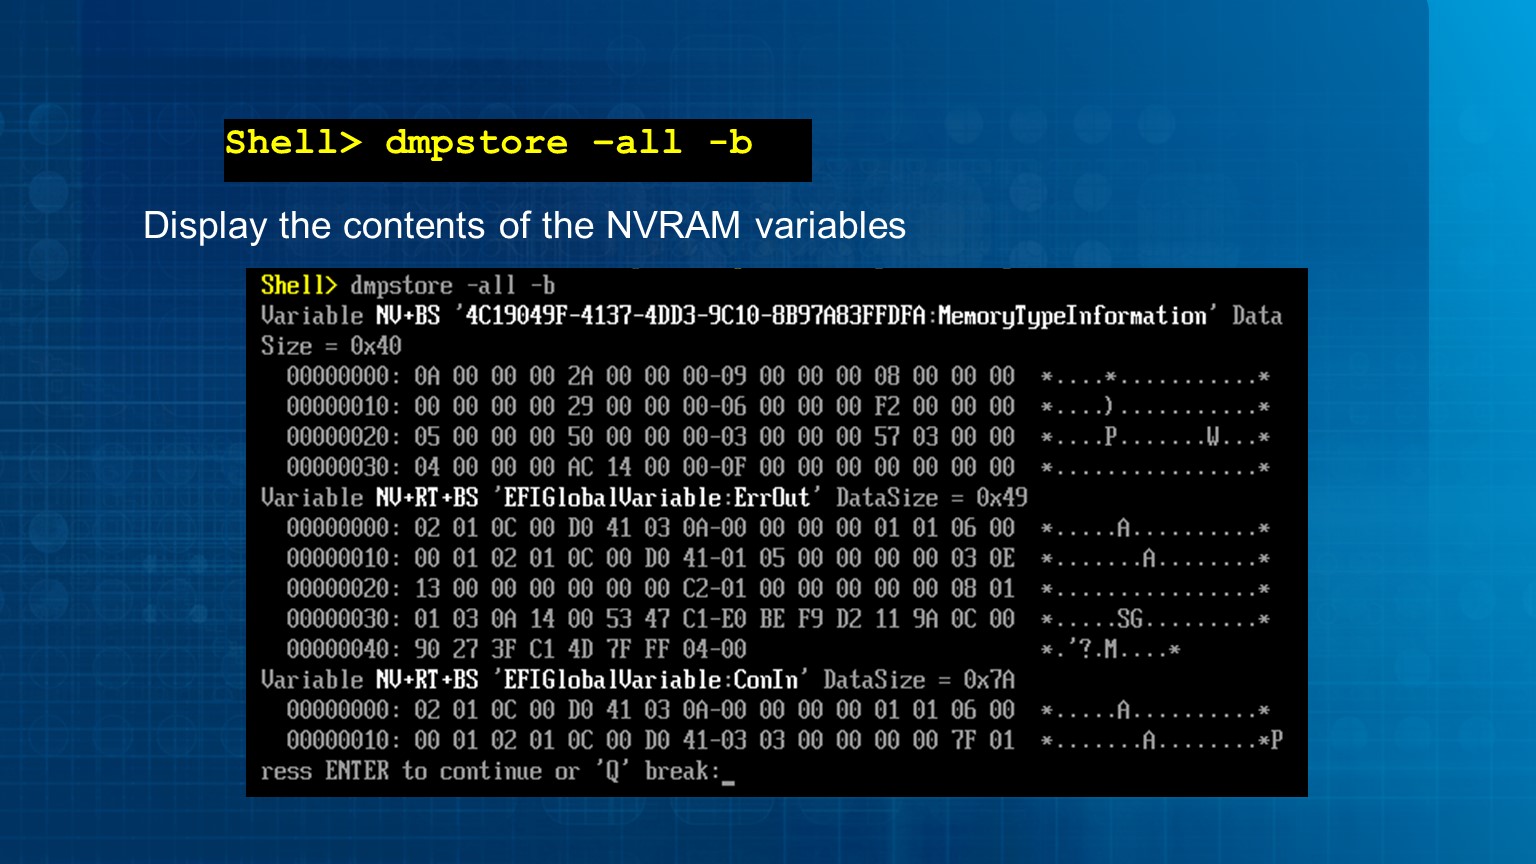 Shell> dmpstore –all -b
Display the contents of the NVRAM variables
Shell> dmpstore -all -b
Variable NV+BS '4C19049F-4137-4DD3-9C10-8B97A83FFDFA:MemoryTypeInformation' Data
Size = 0x40
  00000000: 0A 00 00 00 2A 00 00 00-09 00 00 00 08 00 00 00  *....*...........*
  00000010: 00 00 00 00 29 00 00 00-06 00 00 00 F2 00 00 00  *....)...........*
  00000020: 05 00 00 00 50 00 00 00-03 00 00 00 57 03 00 00  *....P.......W...*
  00000030: 04 00 00 00 AC 14 00 00-0F 00 00 00 00 00 00 00  *................*
Variable NV+RT+BS 'EFIGlobalVariable:ErrOut' DataSize = 0x49
  00000000: 02 01 0C 00 D0 41 03 0A-00 00 00 00 01 01 06 00  *.....A..........*
  00000010: 00 01 02 01 0C 00 D0 41-01 05 00 00 00 00 03 0E  *.......A........*
  00000020: 13 00 00 00 00 00 00 C2-01 00 00 00 00 00 08 01  *................*
  00000030: 01 03 0A 14 00 53 47 C1-E0 BE F9 D2 11 9A 0C 00  *.....SG.........*
  00000040: 90 27 3F C1 4D 7F FF 04-00                       *.'?.M....*
Variable NV+RT+BS 'EFIGlobalVariable:ConIn' DataSize = 0x7A
  00000000: 02 01 0C 00 D0 41 03 0A-00 00 00 00 01 01 06 00  *.....A..........*
  00000010: 00 01 02 01 0C 00 D0 41-03 03 00 00 00 00 7F 01  *.......A........*P
ress ENTER to continue or 'Q' break:_